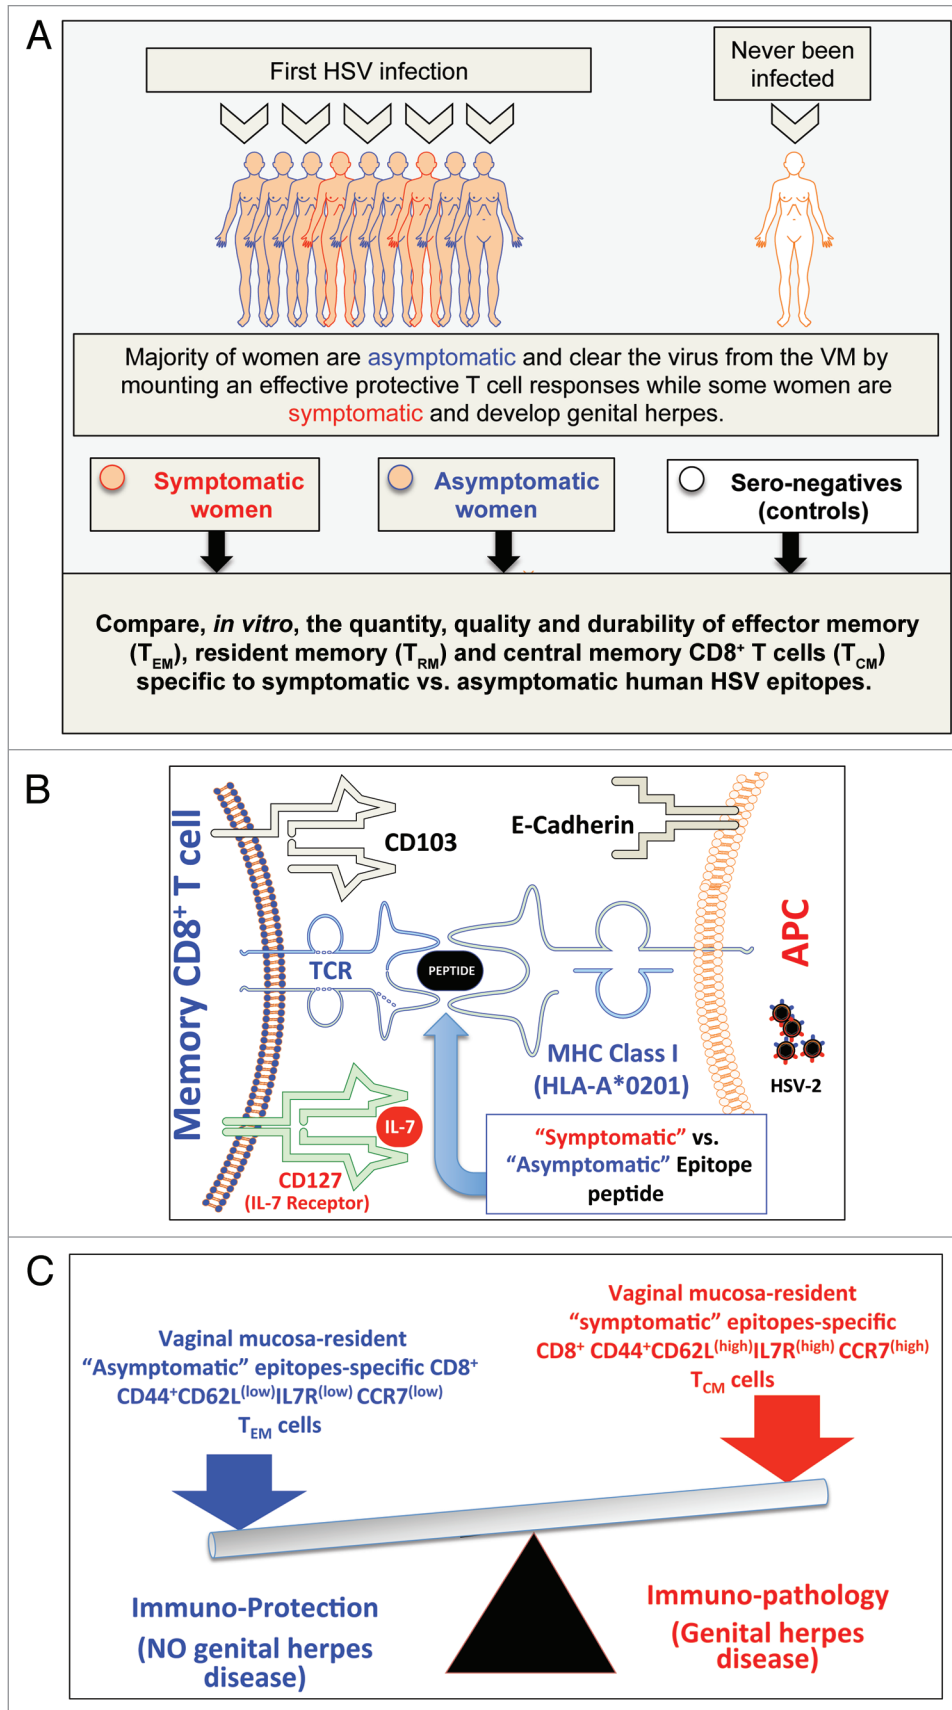 A
First HSV infection
Never been
infected
Majority of women are asymptomatic and clear the virus from the VM by
mounting an effective protective T cell responses while some women are
symptomatic and develop genital herpes.
Symptomatic
women
Asymptomatic
women
Sero-negatives
(controls)
Compare, in vitro, the quantity, quality and durability of effector memory
(TEM), resident memory (TRM) and central memory CD8+ T cells (TCM)
specific to symptomatic vs. asymptomatic human HSV epitopes.
B
Memory CD8+ T cell
CD103
E-Cadherin
TCR
PEPTIDE
APC
MHC Class I
(HLA-A*0201)
HSV-2
IL-7
CD127
(IL-7 Receptor)
“Symptomatic” vs.
“Asymptomatic” Epitope
peptide
C
Vaginal mucosa-resident
“Asymptomatic” epitopes-specific CD8+
CD44+CD62L(low)IL7R(low) CCR7(low)
TEM cells
Vaginal mucosa-resident
“symptomatic” epitopes-specific
CD8+ CD44+CD62L(high)IL7R(high) CCR7(high)
TCM cells
Immuno-Protection
(NO genital herpes
disease)
Immuno-pathology
(Genital herpes
disease)